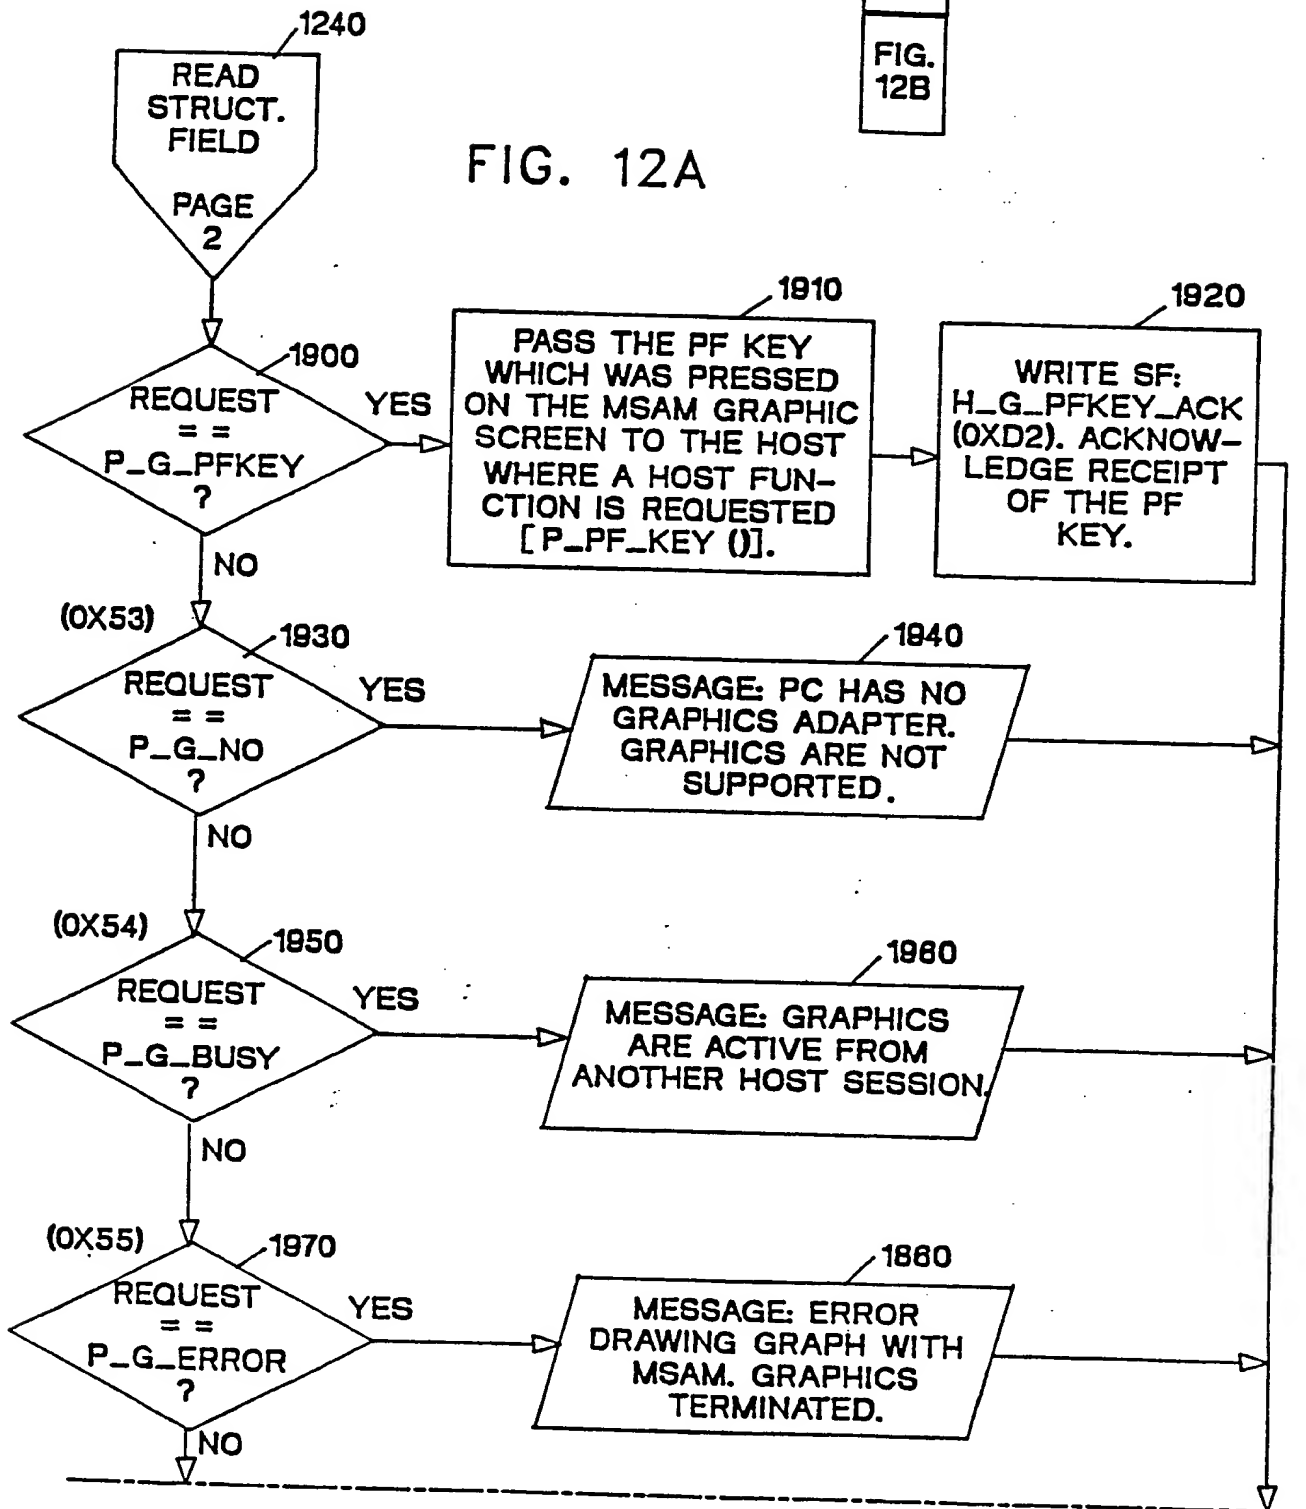 1240
READ
STRUCT.
FIELD
PAGE
2
FIG.
12B
FIG. 12A
1900
REQUEST
= =
P_G_PFKEY
?
YES
NO
1910
PASS THE PF KEY
WHICH WAS PRESSED
ON THE MSAM GRAPHIC
SCREEN TO THE HOST
WHERE A HOST FUN-
CTION IS REQUESTED
[P_PF_KEY ()].
1920
WRITE SF:
H_G_PFKEY_ACK
(0XD2). ACKNOW-
LEDGE RECEIPT
OF THE PF
KEY.
(0X53)
1930
REQUEST
= =
P_G_NO
?
YES
NO
1940
MESSAGE: PC HAS NO
GRAPHICS ADAPTER.
GRAPHICS ARE NOT
SUPPORTED.
(0X54)
1950
REQUEST
= =
P_G_BUSY
?
YES
NO
1960
MESSAGE: GRAPHICS
ARE ACTIVE FROM
ANOTHER HOST SESSION.
(0X55)
1970
REQUEST
= =
P_G_ERROR
?
YES
NO
1860
MESSAGE: ERROR
DRAWING GRAPH WITH
MSAM. GRAPHICS
TERMINATED.